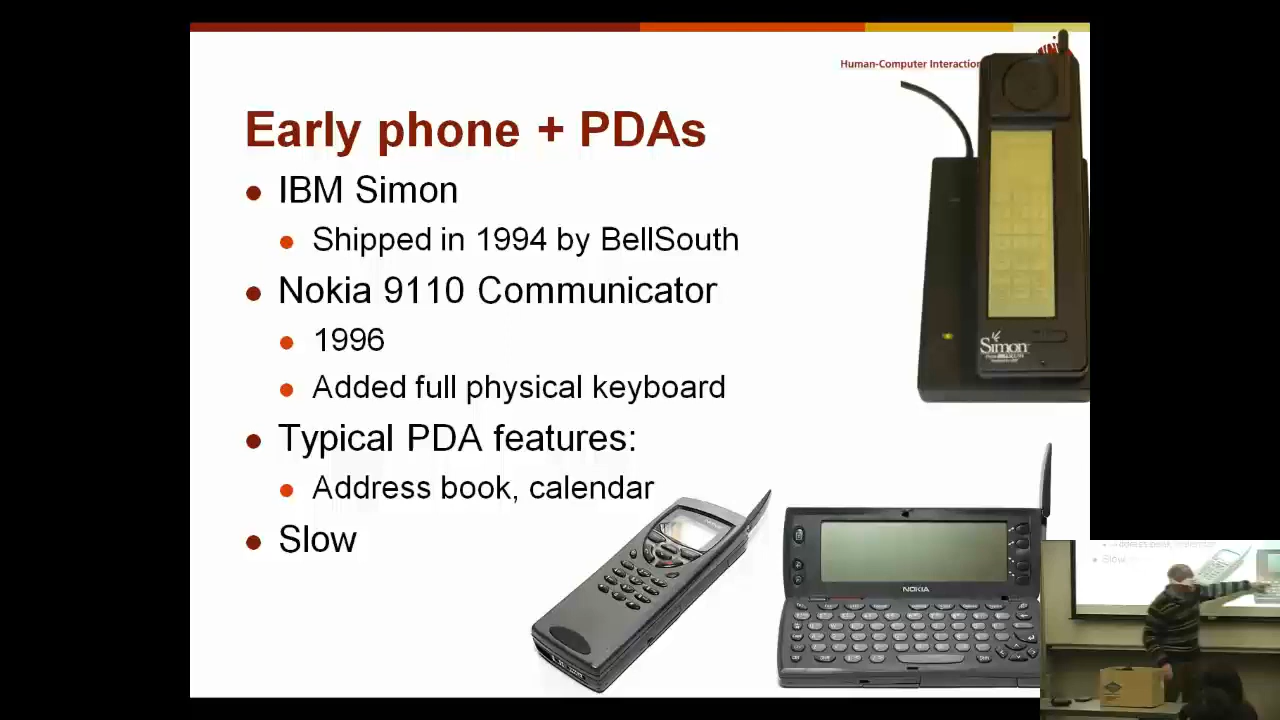 Human-Computer Interaction
Early phone + PDAs
IBM Simon
Shipped in 1994 by BellSouth
Nokia 9110 Communicator
1996
Added full physical keyboard
Typical PDA features:
Address book, calendar
Slow
Simon
NOKIA
Slow